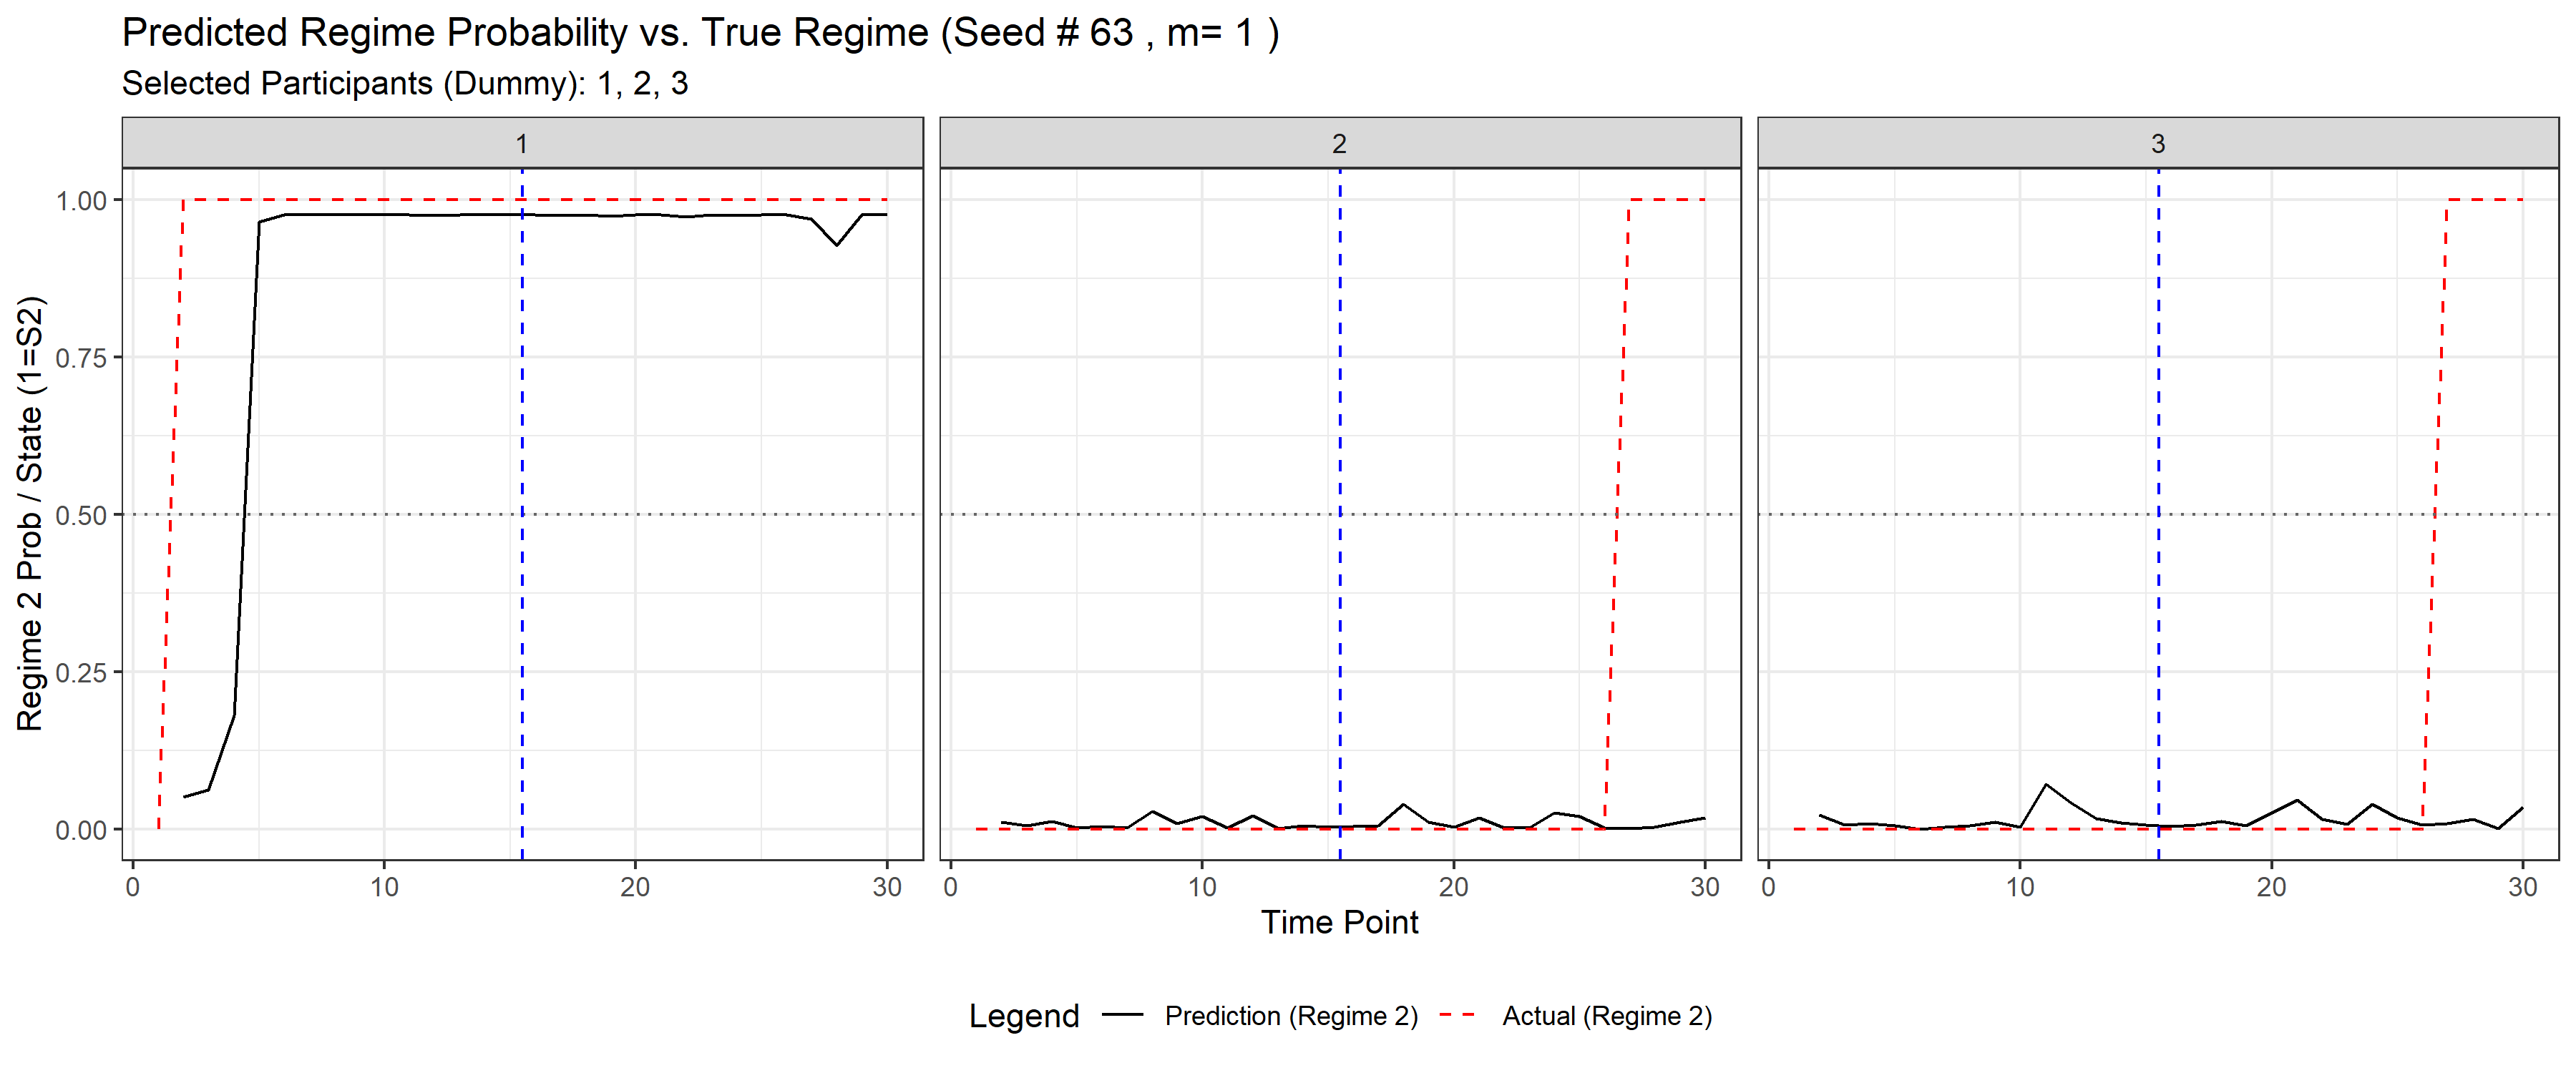 Predicted Regime Probability vs. True Regime (Seed # 63 , m= 1 )
Selected Participants (Dummy): 1, 2, 3
1
2
3
Regime 2 Prob / State (1=S2)
1.00
0.75
0.50
0.25
0.00
0 10 20 30
0 10 20 30
0 10 20 30
Time Point
Legend Prediction (Regime 2) Actual (Regime 2)